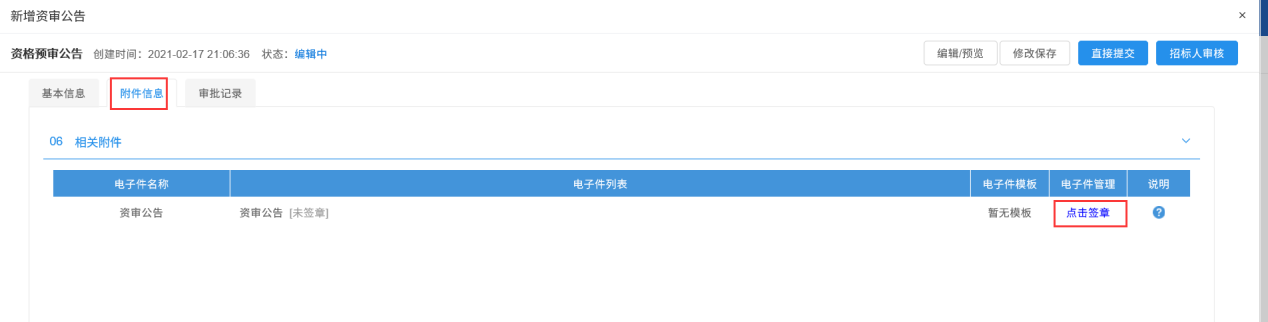 新增资审公告 ×
资格预审公告 创建时间：2021-02-17 21:06:36 状态：编辑中 编辑/预览 修改保存 直接提交 招标人审核
基本信息 附件信息 审批记录
06 相关附件
电子件名称 电子件列表 电子件模板 电子件管理 说明
资审公告 资审公告 [未签章] 暂无模板 点击签章 ?